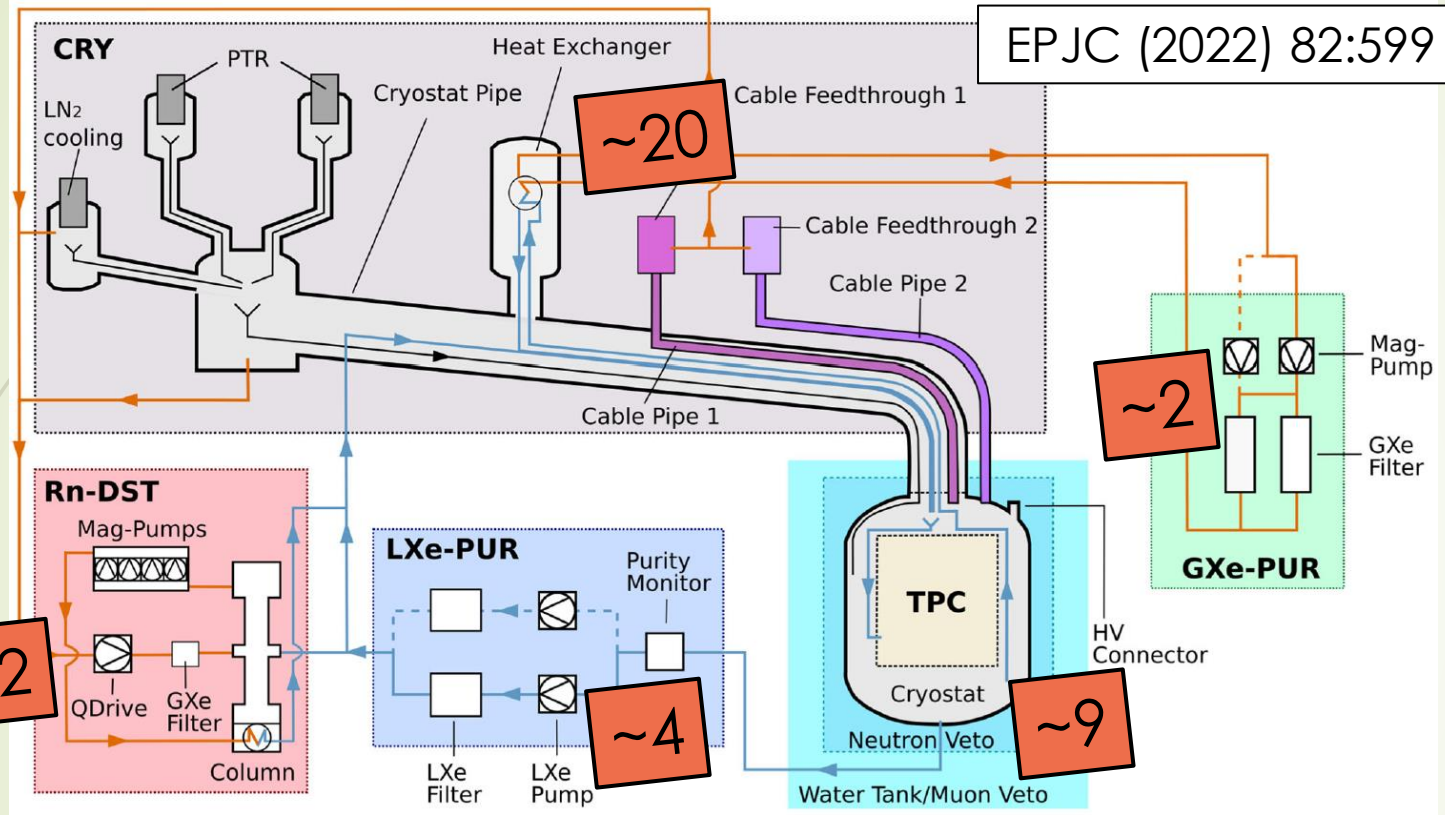 EPJC (2022) 82:599
CRY
PTR
Heat Exchanger
Cryostat Pipe
LN2
cooling
~20
Cable Feedthrough 1
Cable Feedthrough 2
Cable Pipe 2
Cable Pipe 1
Mag-
Pump
~2
GXe
Filter
GXe-PUR
Rn-DST
Mag-Pumps
2
QDrive
GXe
Filter
Column
LXe-PUR
Purity
Monitor
LXe
Filter
LXe
Pump
~4
TPC
Cryostat
HV
Connector
~9
Neutron Veto
Water Tank/Muon Veto